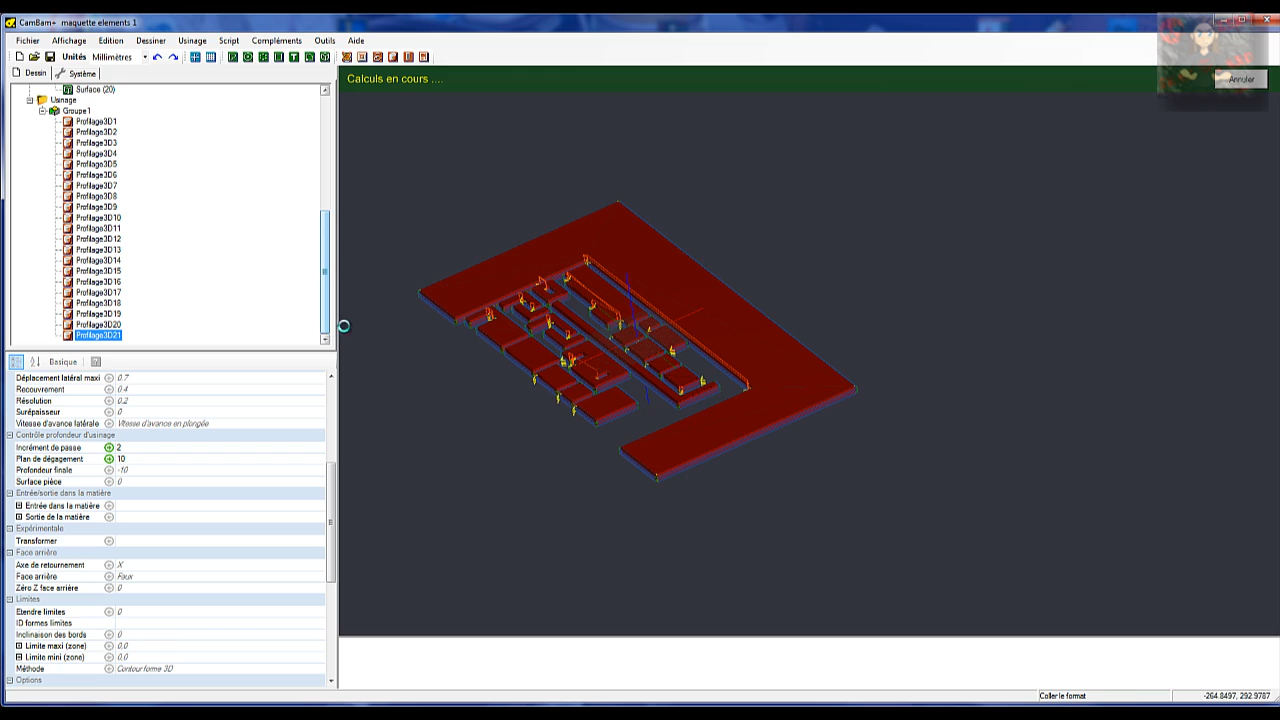 CamBam+ maquette elements 1
Fichier Affichage Edition Dessiner Usinage Script Compléments Outils Aide
Unités Millimètres
Dessin Système
Calculs en cours ....
Annuler
Surface (20)
Usinage
Groupe1
Profilage3D1
Profilage3D2
Profilage3D3
Profilage3D4
Profilage3D5
Profilage3D6
Profilage3D7
Profilage3D8
Profilage3D9
Profilage3D10
Profilage3D11
Profilage3D12
Profilage3D13
Profilage3D14
Profilage3D15
Profilage3D16
Profilage3D17
Profilage3D18
Profilage3D19
Profilage3D20
Profilage3D21
Basique
Déplacement latéral maxi 0.7
Recouvrement 0.4
Résolution 0.2
Surépaisseur 0
Vitesse d'avance latérale Vitesse d'avance en plongée
Contrôle profondeur d'usinage
Incrément de passe 2
Plan de dégagement 10
Profondeur finale -10
Surface pièce 0
Entrée/sortie dans la matière
Entrée dans la matière
Sortie de la matière
Expérimentale
Transformer
Face arrière
Axe de retournement X
Face arrière Faux
Zéro Z face arrière 0
Limites
Etendre limites 0
ID formes limites
Inclinaison des bords 0
Limite maxi (zone) 0,0
Limite mini (zone) 0,0
Méthode Contour forme 3D
Options
Coller le format -264.8497, 292.9787